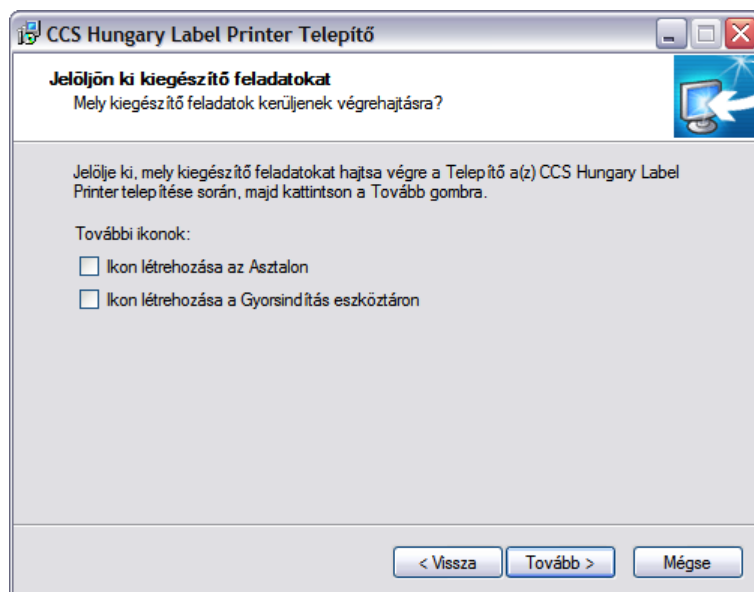 CCS Hungary Label Printer Telepítő
Jelöljön ki kiegészítő feladatokat
Mely kiegészítő feladatok kerüljenek végrehajtásra?
Jelölje ki, mely kiegészítő feladatokat hajtsa végre a Telepítő a(z) CCS Hungary Label
Printer telepítése során, majd kattintson a Tovább gombra.
További ikonok:
Ikon létrehozása az Asztalon
Ikon létrehozása a Gyorsindítás eszköztáron
< Vissza
Tovább >
Mégse